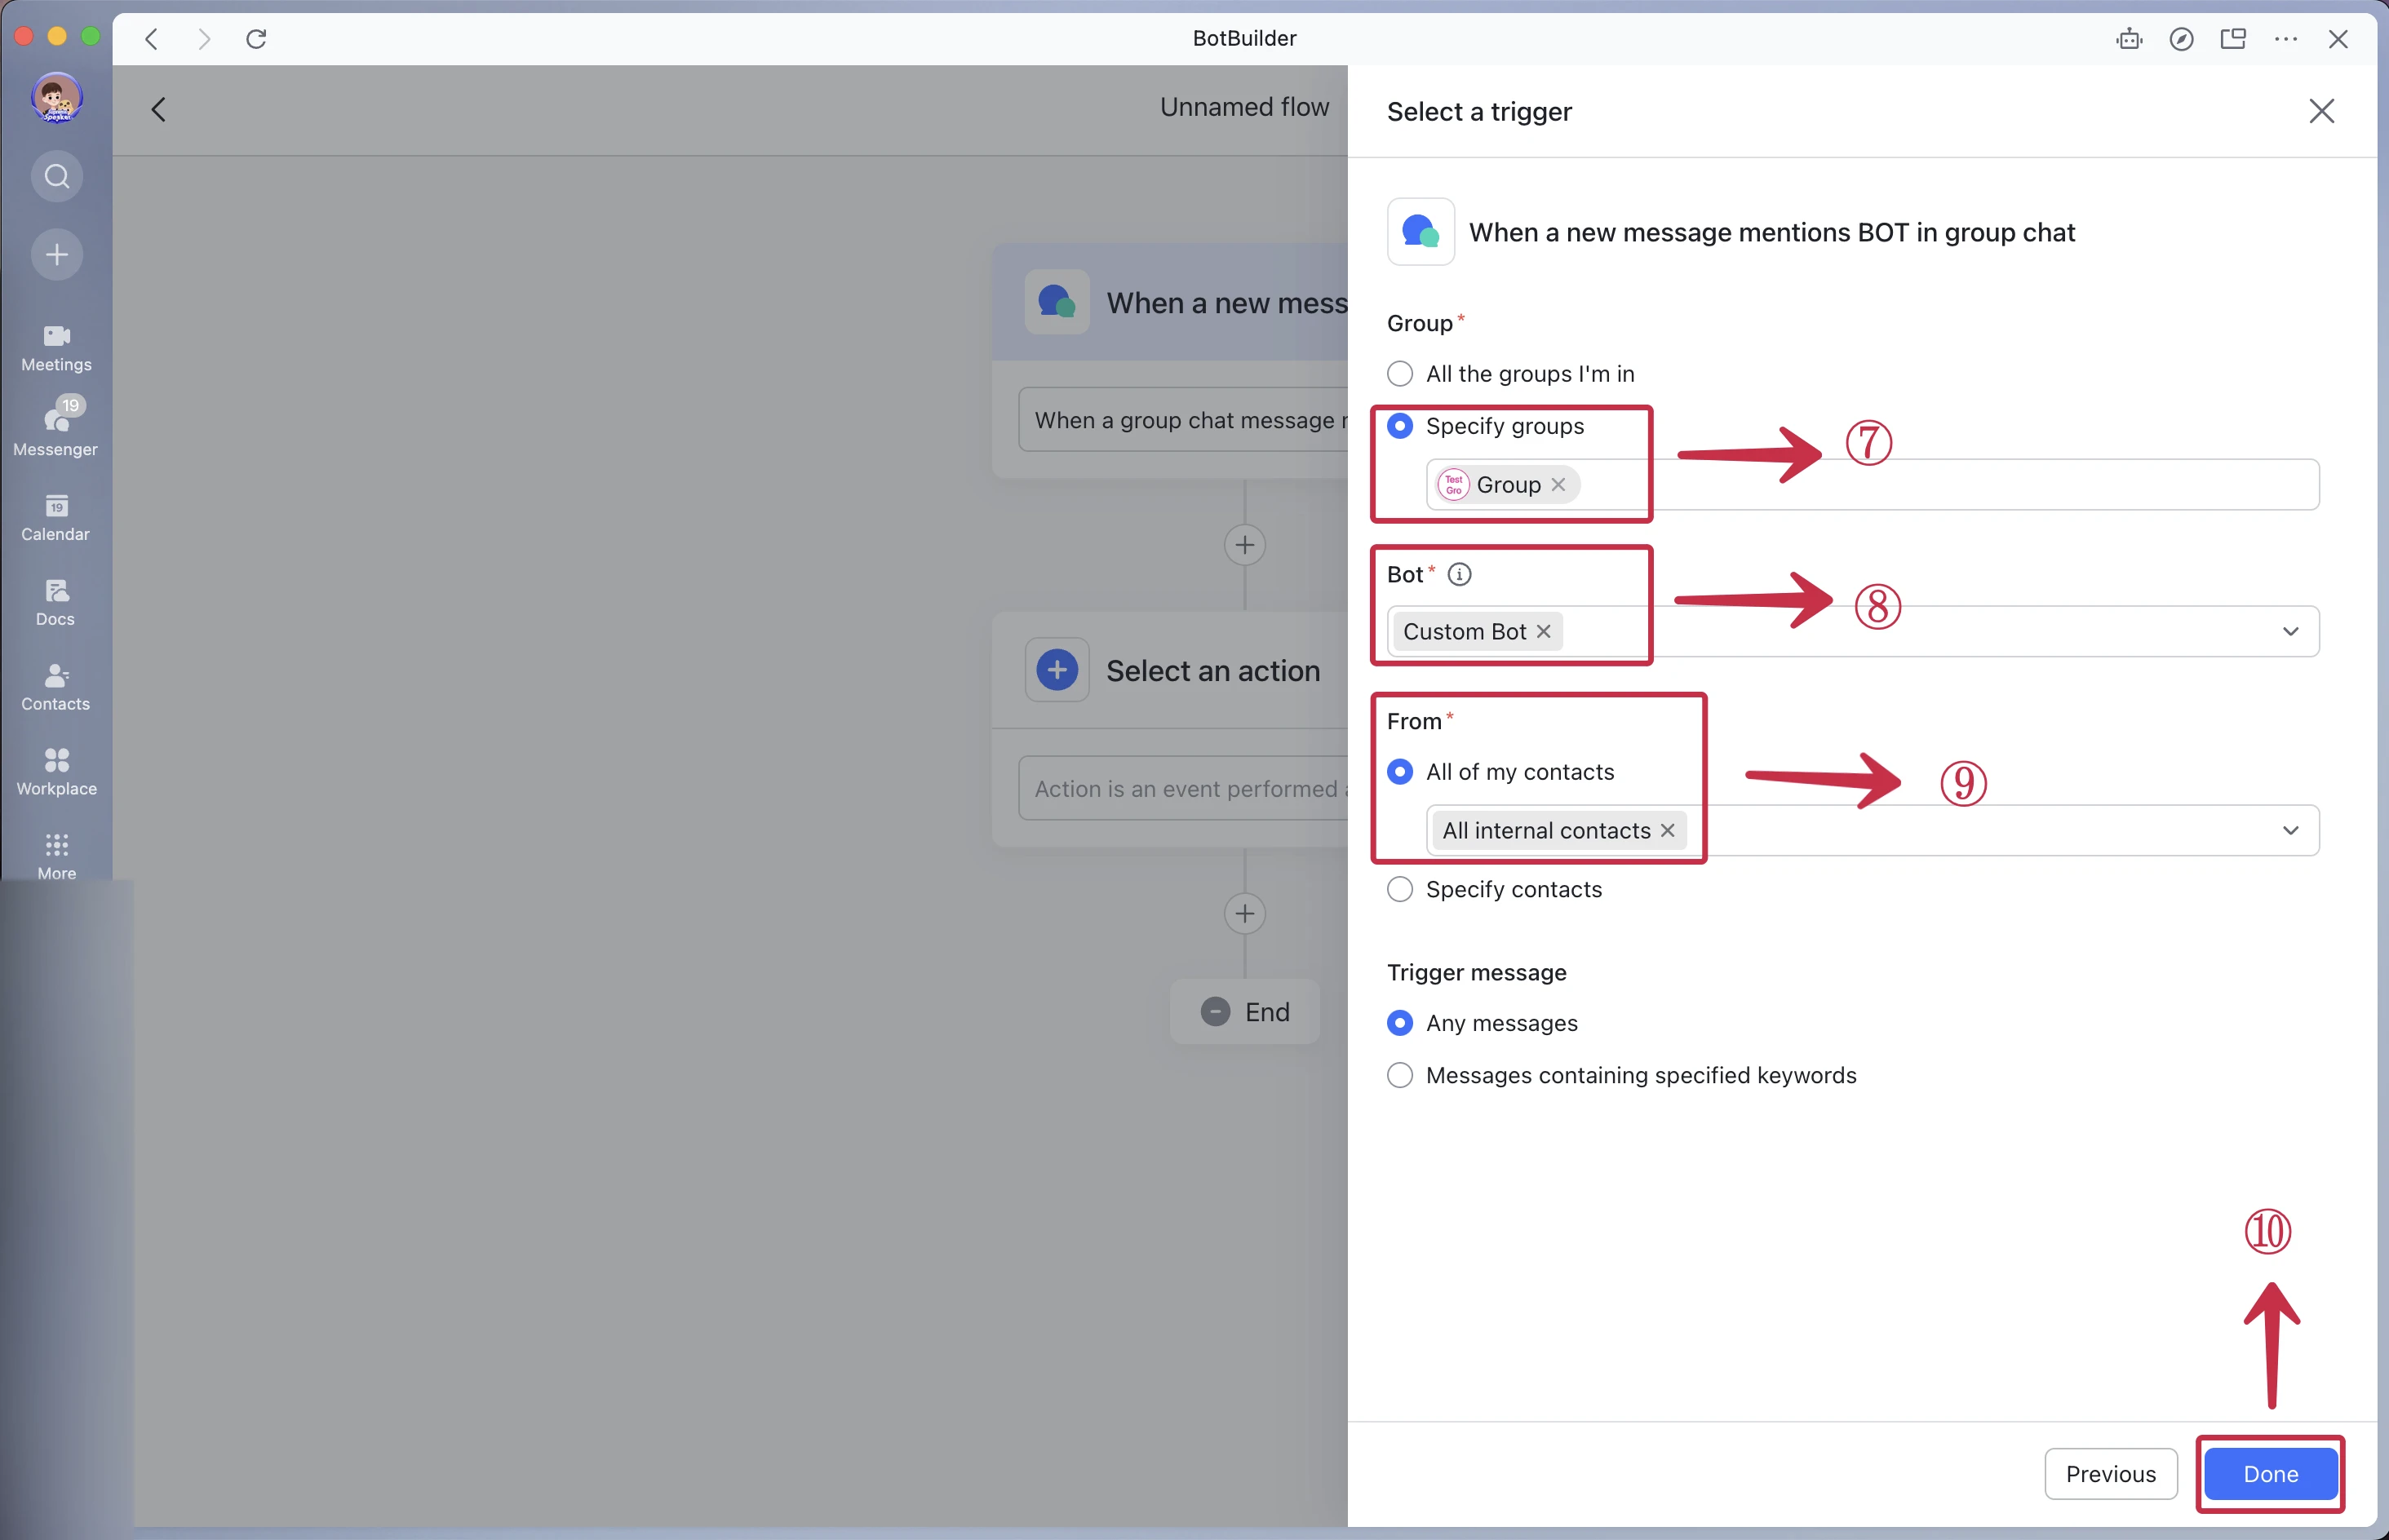 BotBuilder
Unnamed flow
Select a trigger
Speaker
When a new message mentions BOT in group chat
When a new mess
Group*
All the groups I'm in
Meetings
19
Messenger
When a group chat message r
Specify groups
⑦
Test
Gro
Group
19
Calendar
Bot*
Custom Bot
⑧
Docs
Select an action
Contacts
From*
All of my contacts
⑨
Workplace
Action is an event performed a
All internal contacts
More
Specify contacts
Trigger message
End
Any messages
Messages containing specified keywords
⑩
Previous
Done